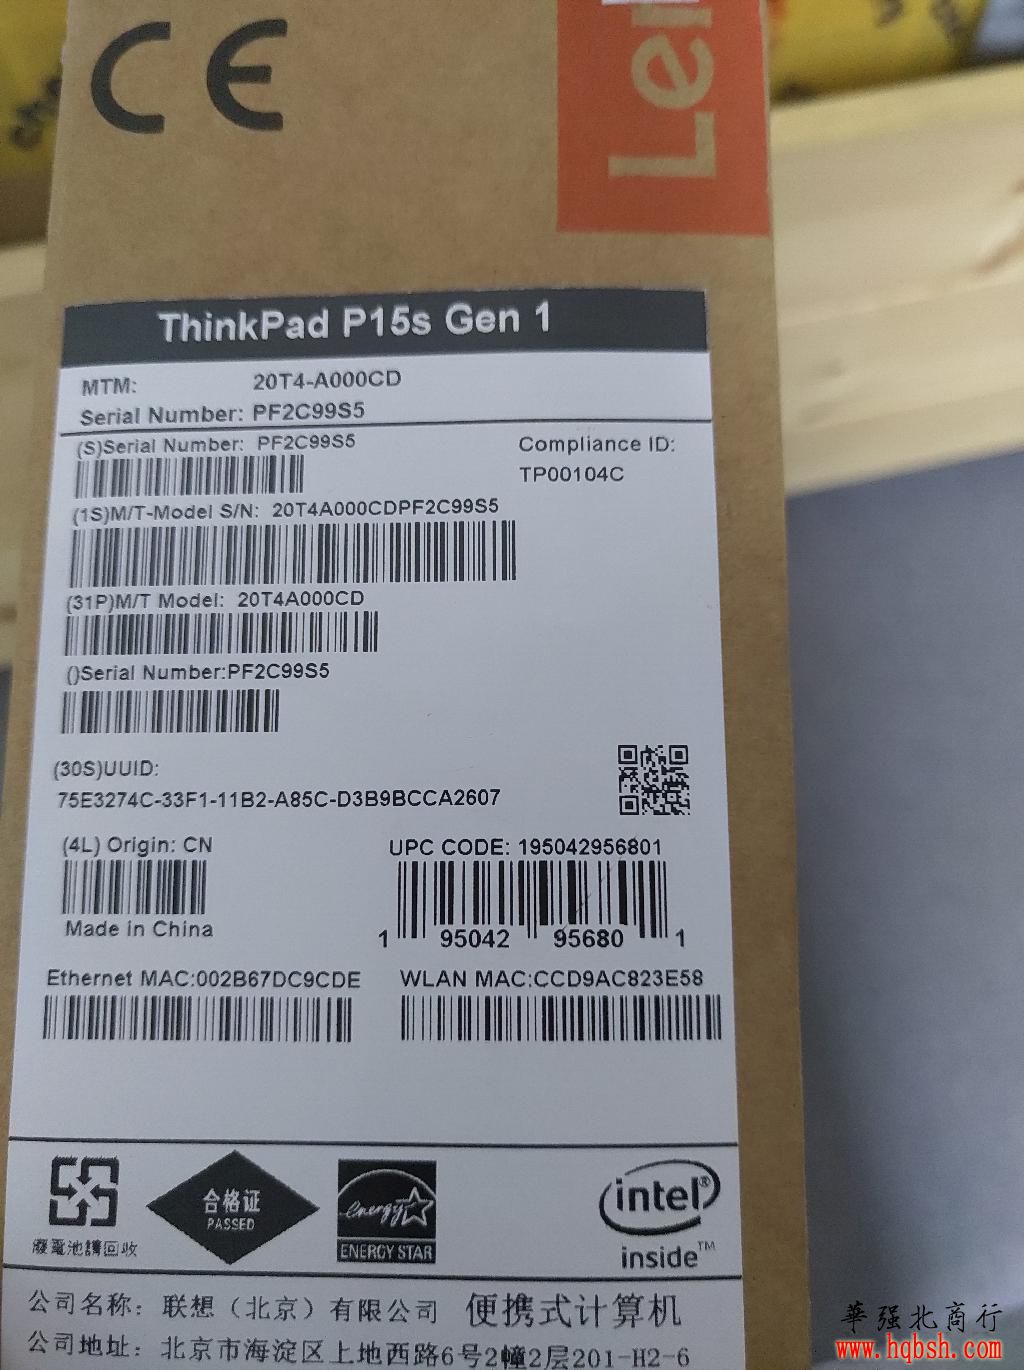 CE
Len
ThinkPad P15s Gen 1
MTM: 20T4-A000CD
Serial Number: PF2C99S5
(S)Serial Number: PF2C99S5
Compliance ID:
TP00104C
(1S)M/T-Model S/N: 20T4A000CDPF2C99S5
(31P)M/T Model: 20T4A000CD
()Serial Number:PF2C99S5
(30S)UUID:
75E3274C-33F1-11B2-A85C-D3B9BCCA2607
(4L) Origin: CN
Made in China
UPC CODE: 195042956801
1 95042 95680 1
Ethernet MAC:002B67DC9CDE
WLAN MAC:CCD9AC823E58
廢電池請回收
合格证
PASSED
energy
ENERGY STAR
intel®
inside™
公司名称：联想（北京）有限公司 便携式计算机
公司地址：北京市海淀区上地西路6号2幢2层201-H2-6
華强北商行
www.hqbsh.com